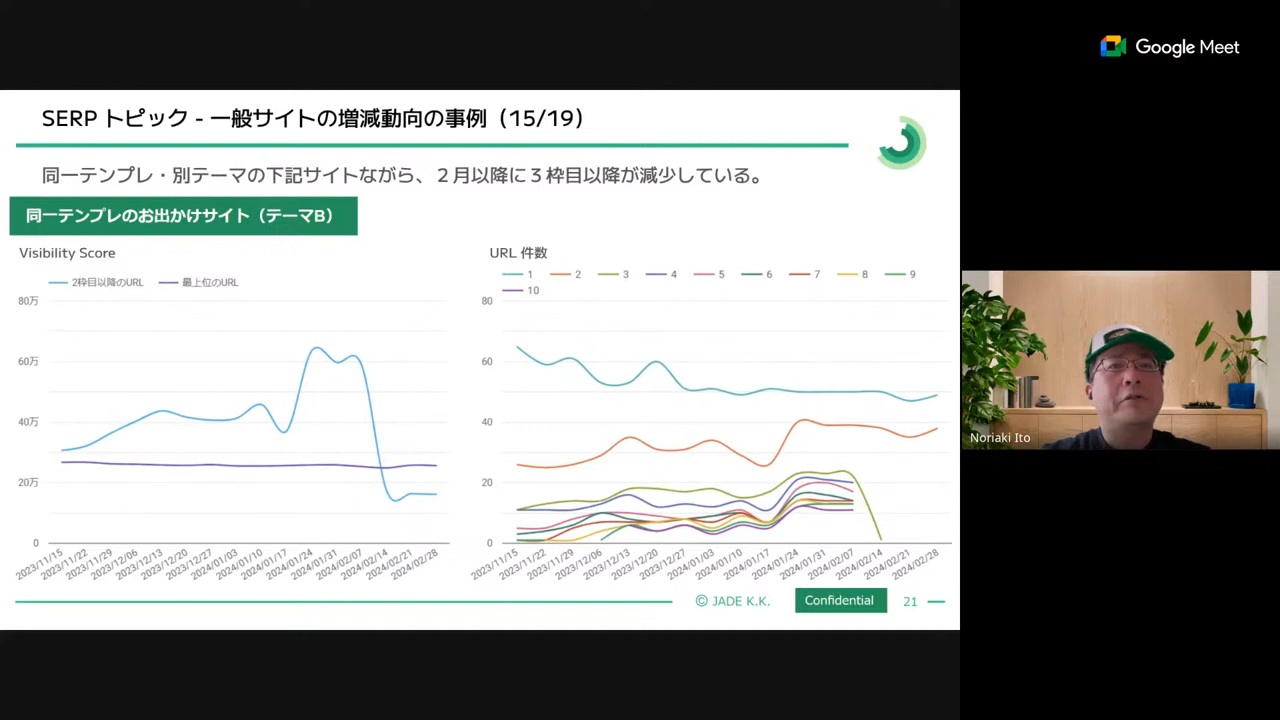 Google Meet
SERP トピック - 一般サイトの増減動向の事例（15/19）
同一テンプレ・別テーマの下記サイトながら、２月以降に３枠目以降が減少している。
同一テンプレのお出かけサイト（テーマB）
Visibility Score
2枠目以降のURL 最上位のURL
80万
60万
40万
20万
0
2023/11/15 2023/11/22 2023/11/29 2023/12/06 2023/12/13 2023/12/20 2023/12/27 2024/01/03 2024/01/10 2024/01/17 2024/01/24 2024/01/31 2024/02/07 2024/02/14 2024/02/21 2024/02/28
URL 件数
1 2 3 4 5 6 7 8 9
10
80
60
40
20
0
2023/11/15 2023/11/22 2023/11/29 2023/12/06 2023/12/13 2023/12/20 2023/12/27 2024/01/03 2024/01/10 2024/01/17 2024/01/24 2024/01/31 2024/02/07 2024/02/14 2024/02/21 2024/02/28
Noriaki Ito
© JADE K.K. Confidential 21